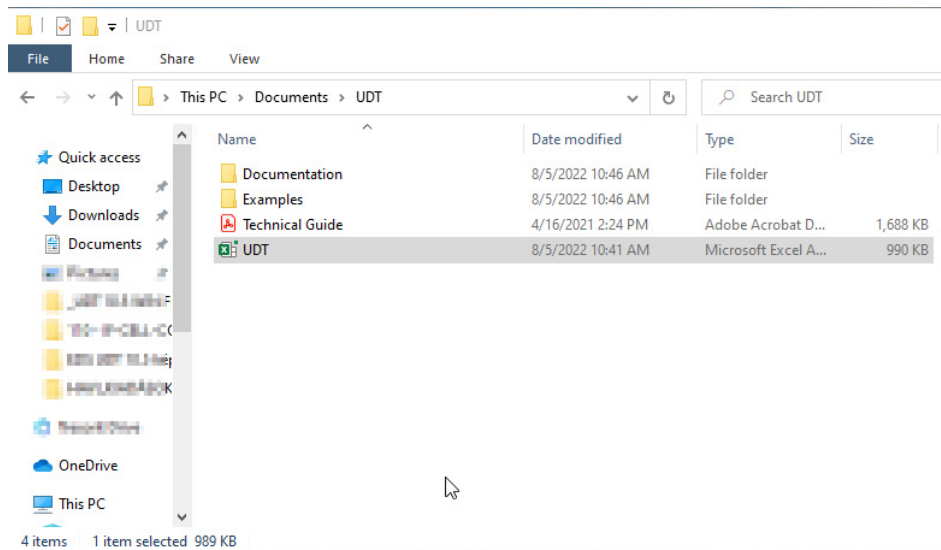 UDT
File Home Share View
This PC > Documents > UDT
Search UDT
Name Date modified Type Size
Quick access
Desktop
Downloads
Documents
OneDrive
This PC
Documentation 8/5/2022 10:46 AM File folder
Examples 8/5/2022 10:46 AM File folder
Technical Guide 4/16/2021 2:24 PM Adobe Acrobat D... 1,688 KB
UDT 8/5/2022 10:41 AM Microsoft Excel A... 990 KB
4 items 1 item selected 989 KB